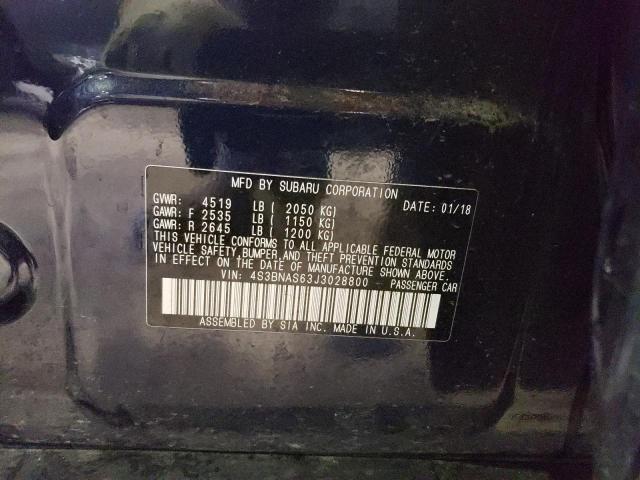 MFD BY SUBARU CORPORATION
GVWR: 4519 LB ( 2050 KG) DATE: 01/18
GAWR: F 2535 LB ( 1150 KG)
GAWR: R 2645 LB ( 1200 KG)
THIS VEHICLE CONFORMS TO ALL APPLICABLE FEDERAL MOTOR
VEHICLE SAFETY,BUMPER,AND THEFT PREVENTION STANDARDS
IN EFFECT ON THE DATE OF MANUFACTURE SHOWN ABOVE.
VIN: 4S3BNAS63J3028800 PASSENGER CAR
ASSEMBLED BY SIA INC. MADE IN U.S.A.